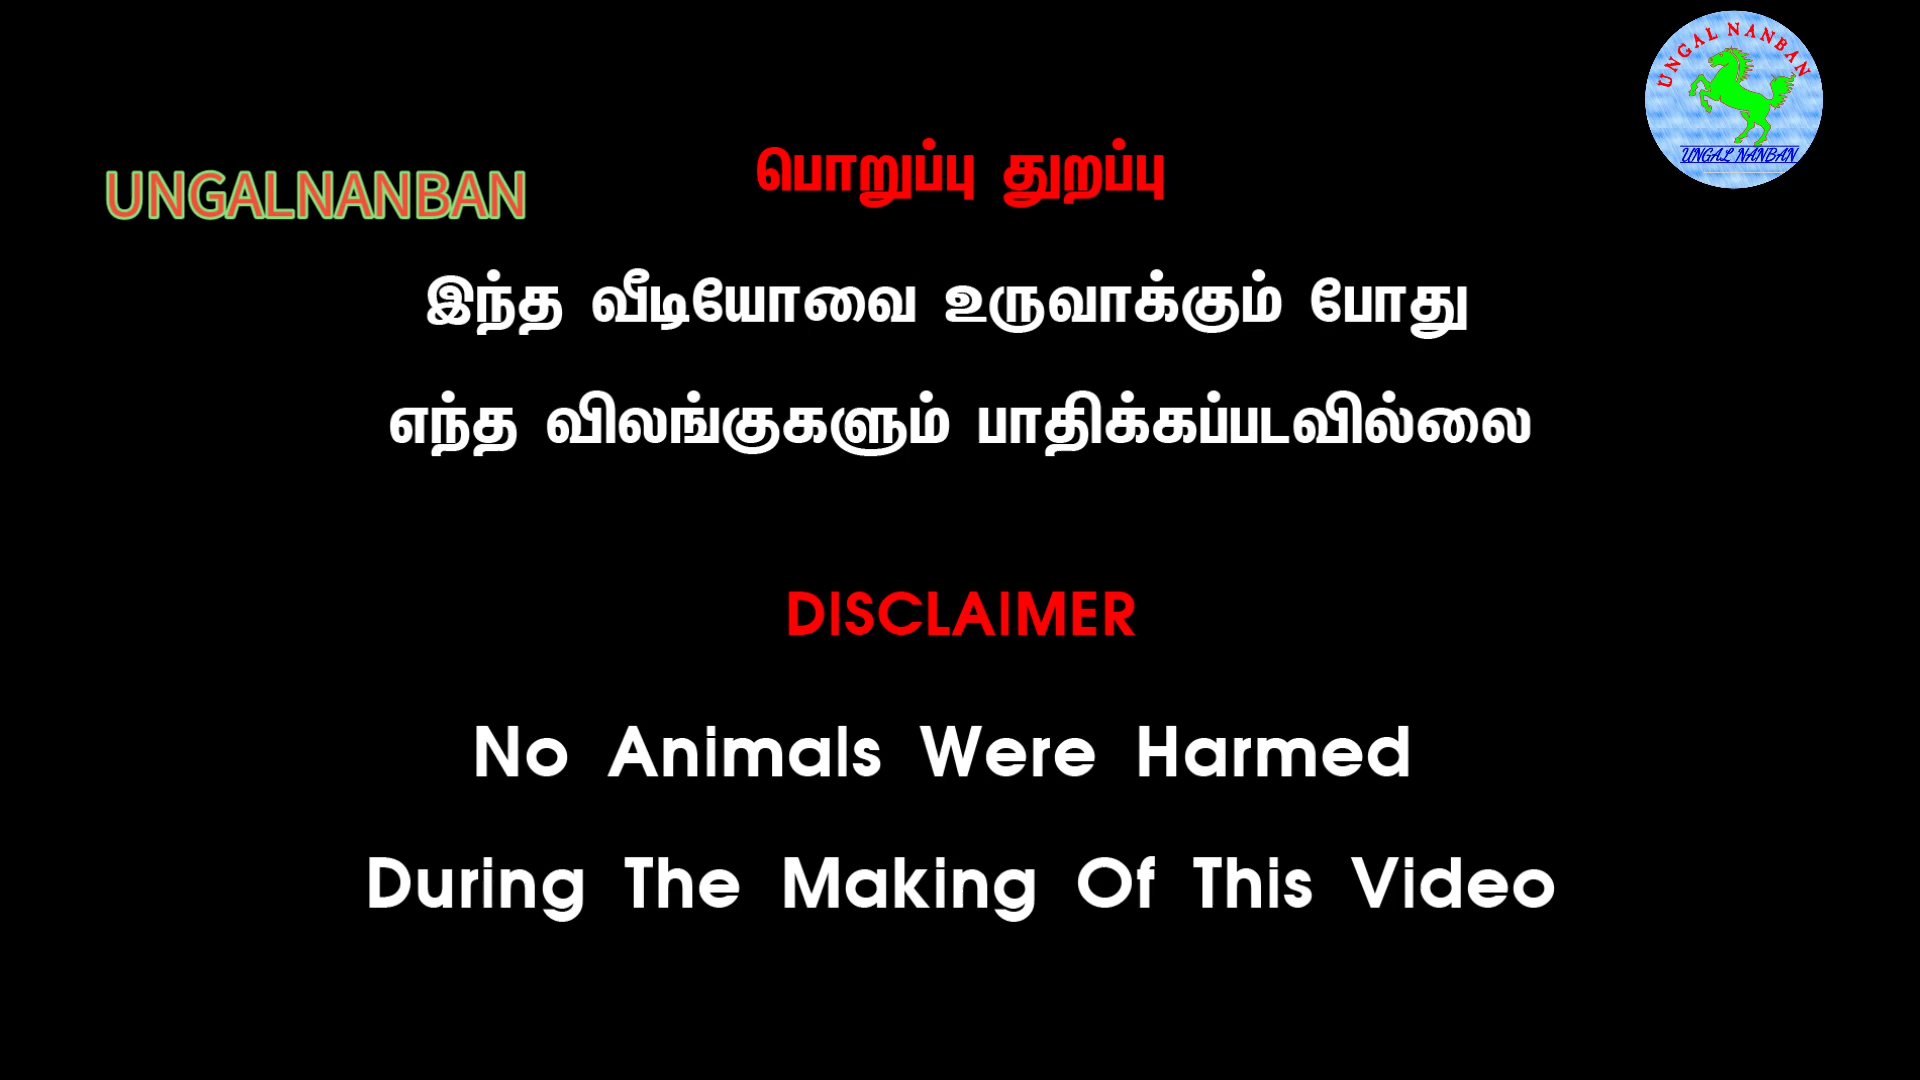 UNGAL NANBAN
UNGAL NANBAN
UNGALNANBAN
பொறுப்பு துறப்பு
இந்த வீடியோவை உருவாக்கும் போது
எந்த விலங்குகளும் பாதிக்கப்படவில்லை
DISCLAIMER
No Animals Were Harmed
During The Making Of This Video